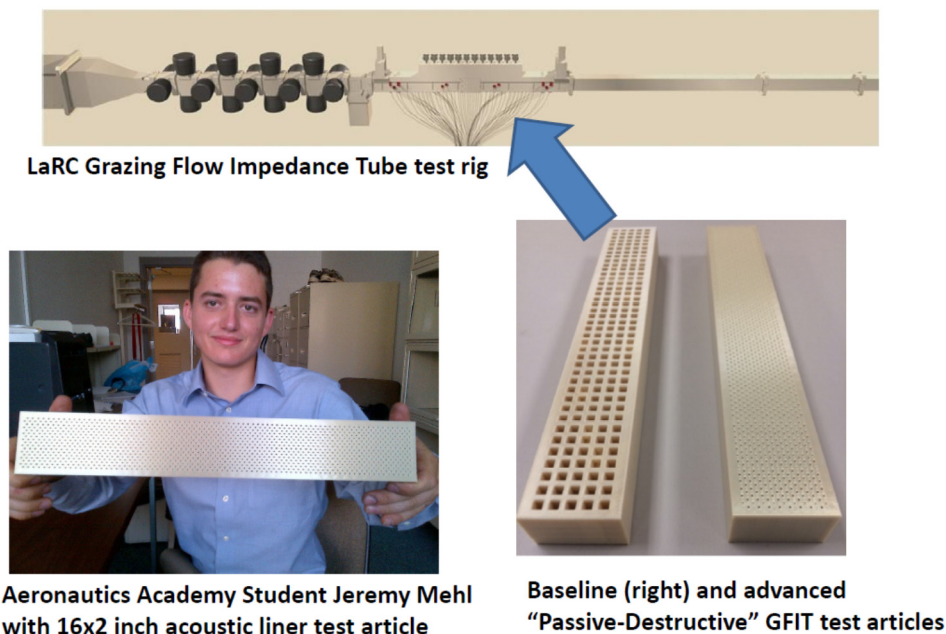 LaRC Grazing Flow Impedance Tube test rig
Aeronautics Academy Student Jeremy Mehl
with 16x2 inch acoustic liner test article
Baseline (right) and advanced
“Passive-Destructive” GFIT test articles